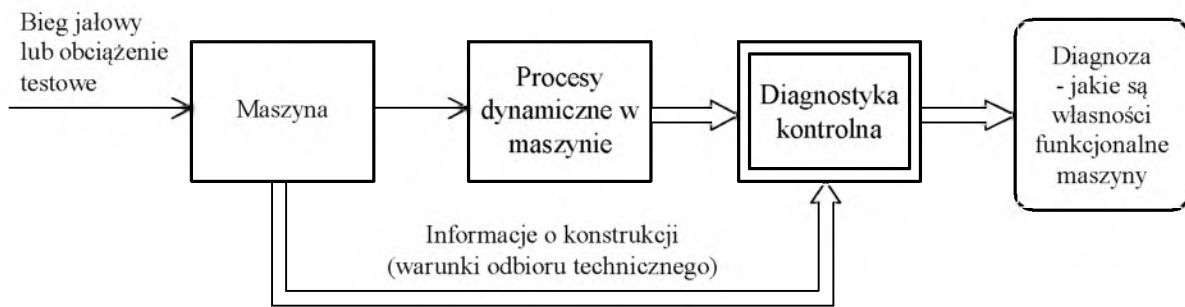 Bieg jałowy
lub obciążenie
testowe
Maszyna
Procesy
dynamiczne w
maszynie
Diagnostyka
kontrolna
Diagnoza
- jakie są
własności
funkcjonalne
maszyny
Informacje o konstrukcji
(warunki odbioru technicznego)